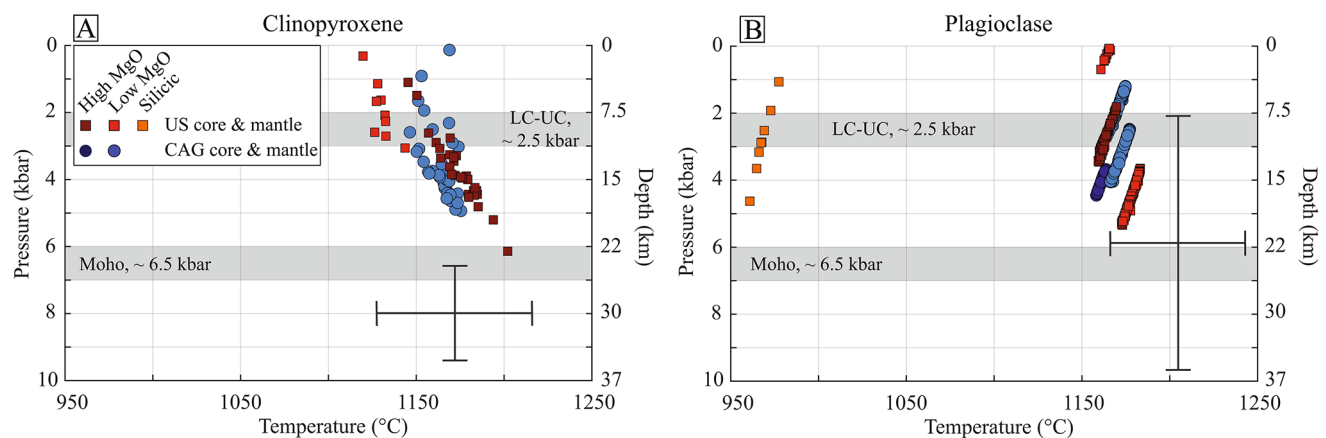 A
Clinopyroxene
High MgO
Low MgO
Silicic
US core & mantle
CAG core & mantle
LC-UC,
~ 2.5 kbar
Moho, ~ 6.5 kbar
0
2
4
6
8
10
Pressure (kbar)
0
7.5
15
22
30
37
Depth (km)
950
1050
1150
1250
Temperature (°C)
B
Plagioclase
LC-UC, ~ 2.5 kbar
Moho, ~ 6.5 kbar
0
2
4
6
8
10
Pressure (kbar)
0
7.5
15
22
30
37
Depth (km)
950
1050
1150
1250
Temperature (°C)